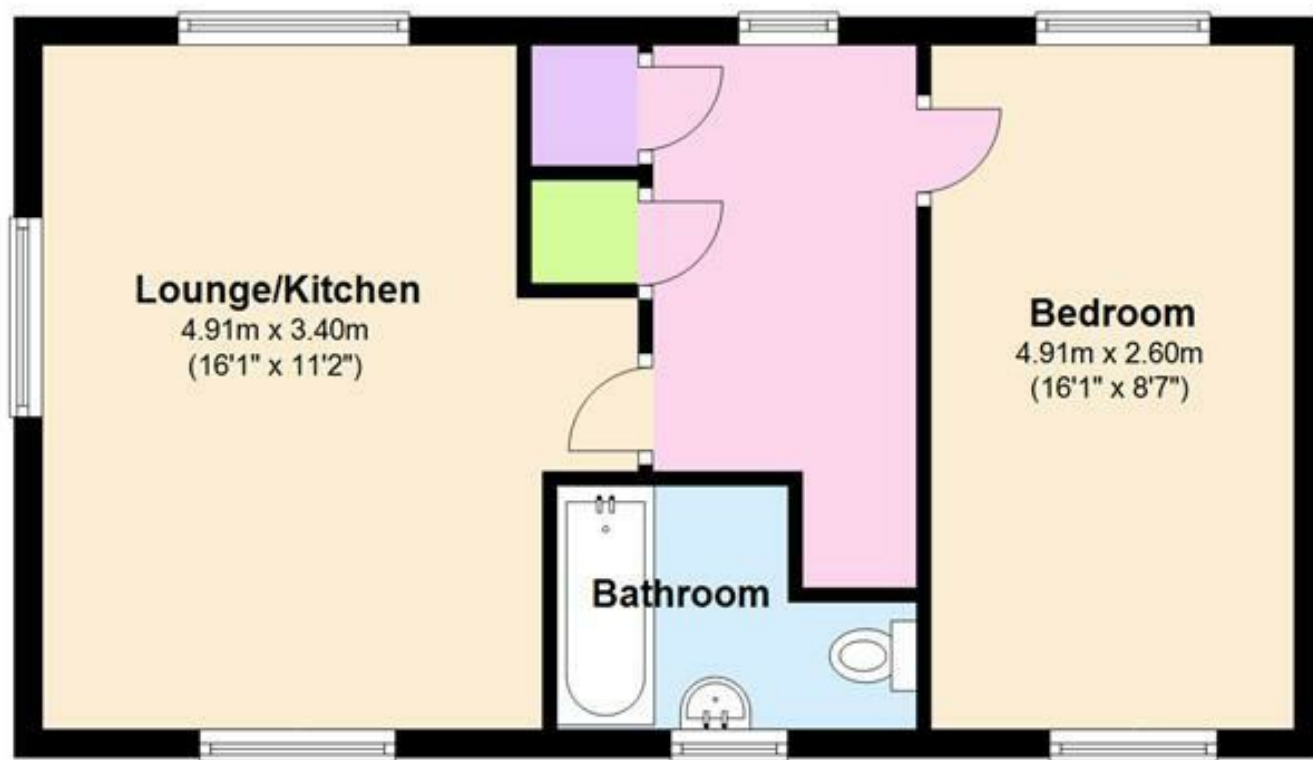 Lounge/Kitchen
4.91m x 3.40m
(16'1" x 11'2")
Bedroom
4.91m x 2.60m
(16'1" x 8'7")
Bathroom